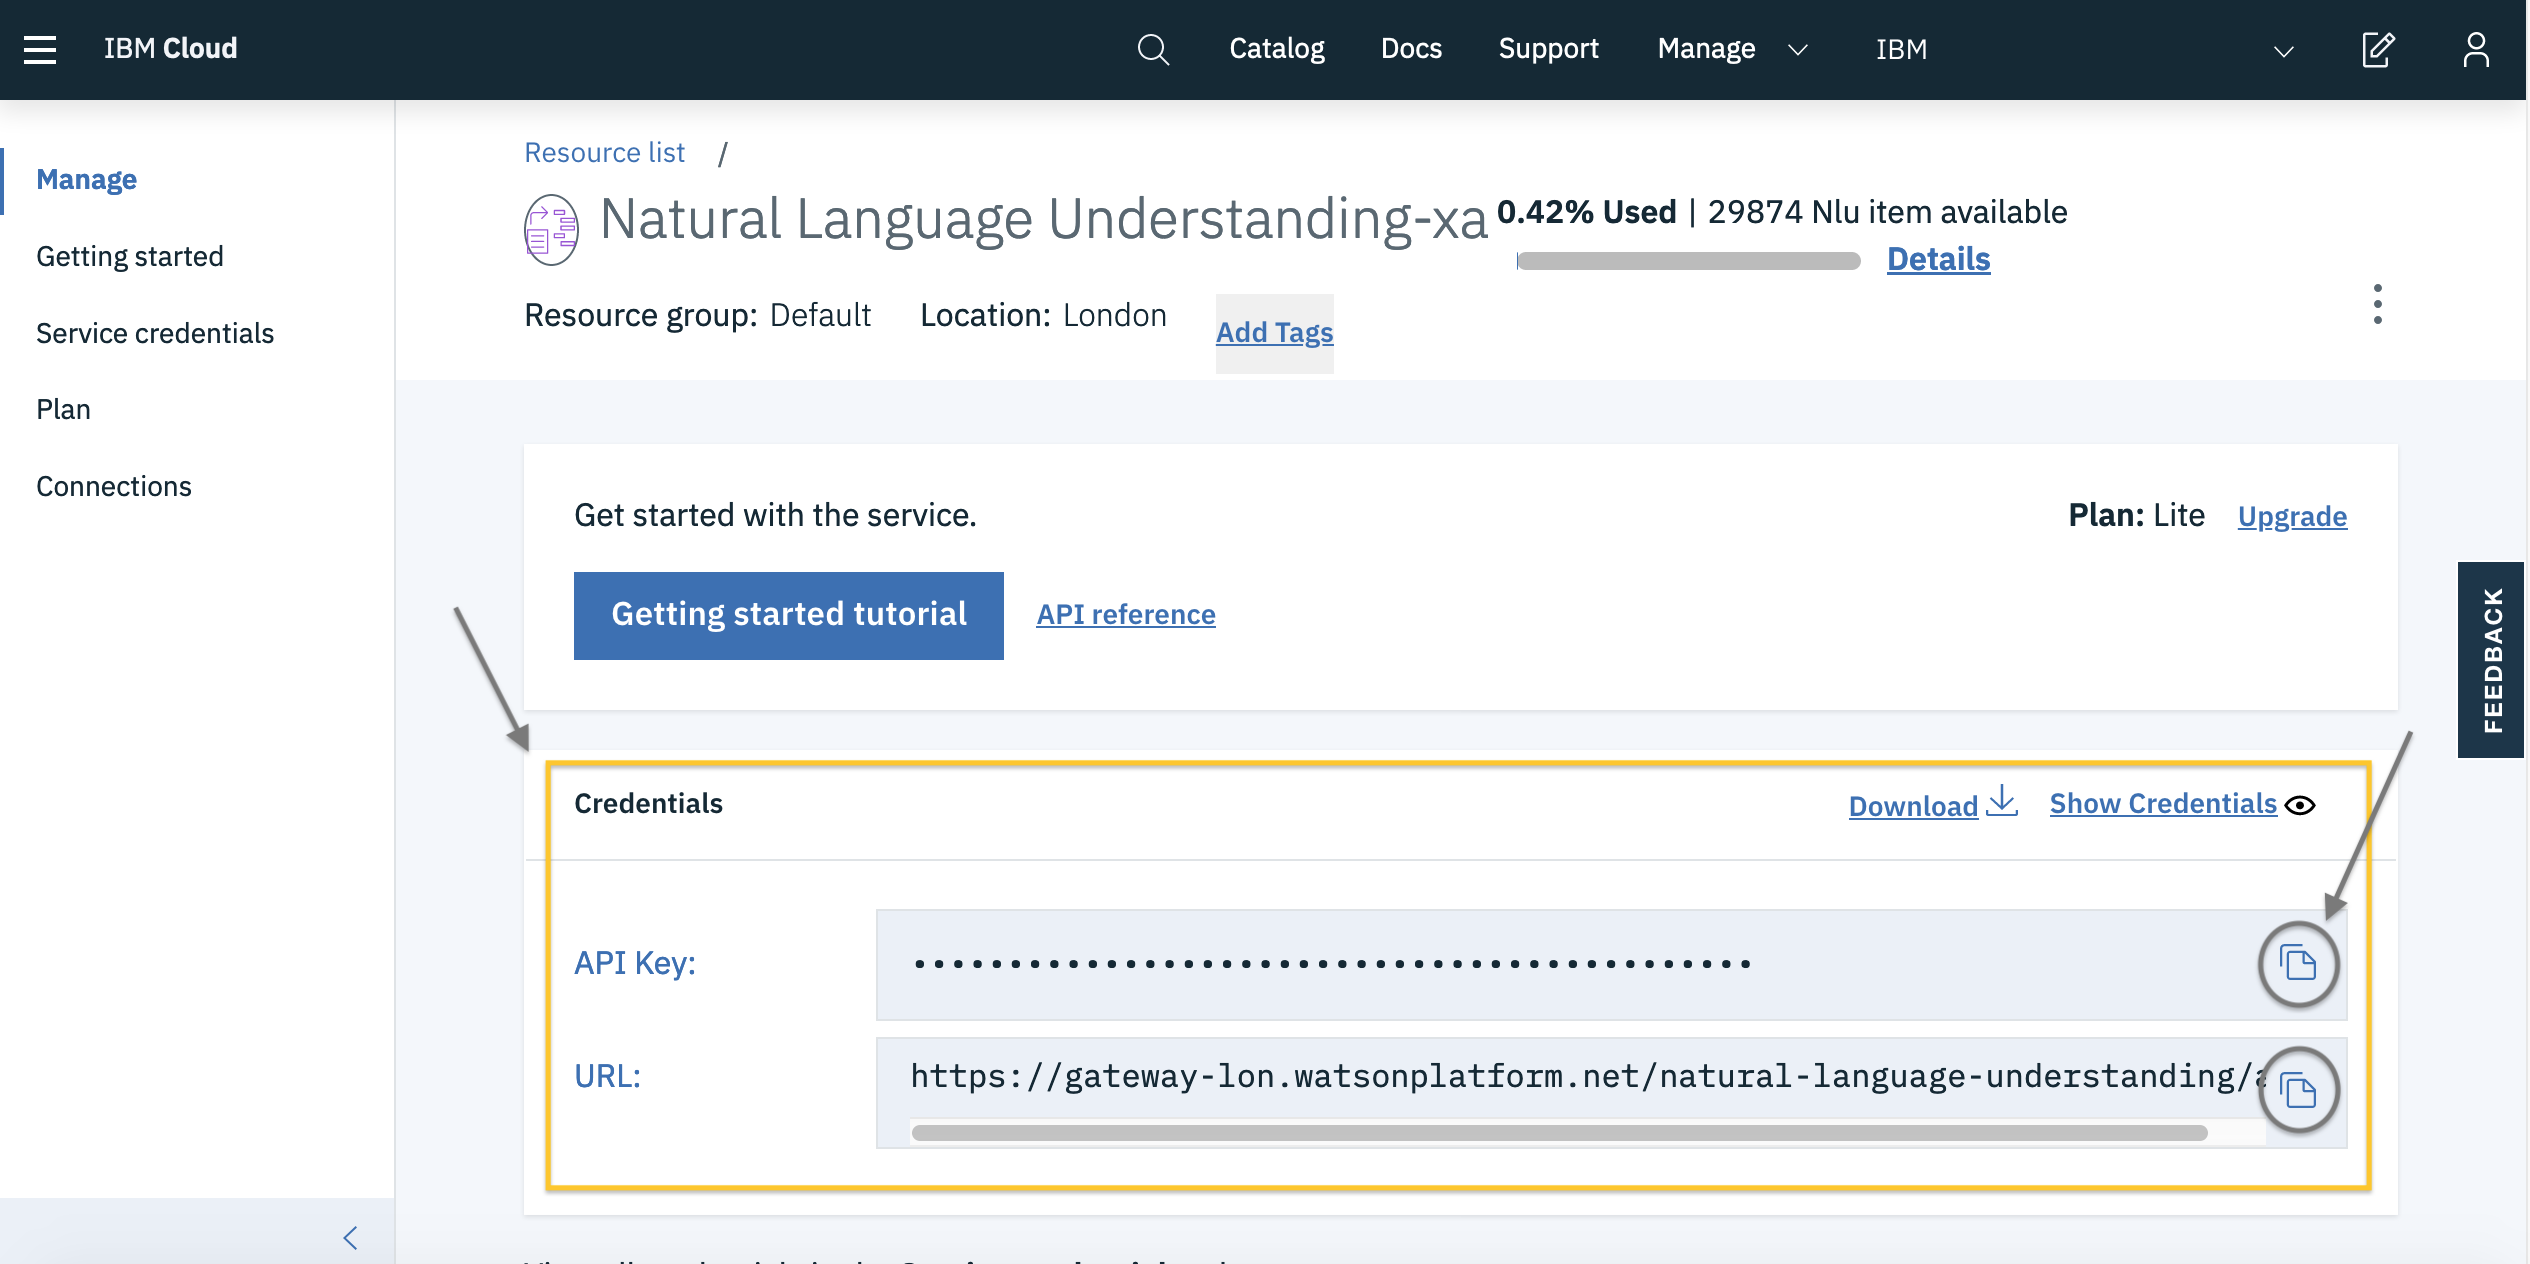 IBM Cloud
Catalog Docs Support Manage IBM
Manage
Getting started
Service credentials
Plan
Connections
Resource list /
Natural Language Understanding-xa
0.42% Used | 29874 Nlu item available
Details
Resource group: Default Location: London Add Tags
Get started with the service.
Plan: Lite Upgrade
Getting started tutorial API reference
FEEDBACK
Credentials
Download Show Credentials
API Key: ••••••••••••••••••••••••••••••••••••••••••••
URL: https://gateway-lon.watsonplatform.net/natural-language-understanding/